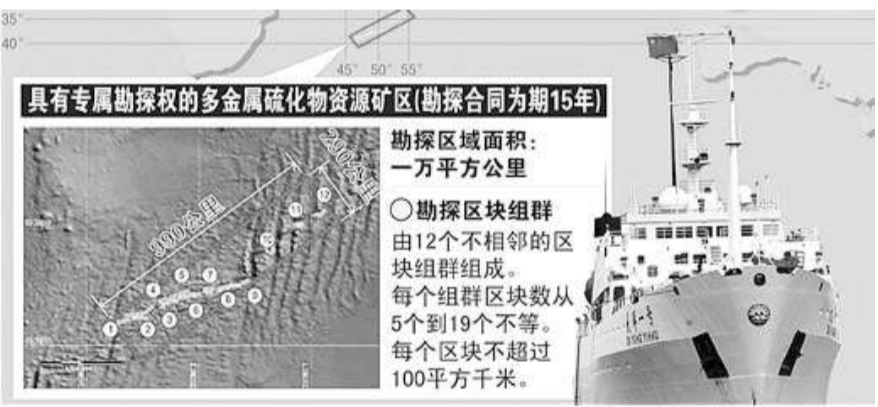 35°
40°
45° 50° 55°
具有专属勘探权的多金属硫化物资源矿区(勘探合同为期15年)
390公里
290公里
① ② ③ ④ ⑤
⑦
⑪ ⑫
勘探区域面积:
一万平方公里
○勘探区块组群
由12个不相邻的区
块组群组成。
每个组群区块数从
5个到19个不等。
每个区块不超过
100平方千米。